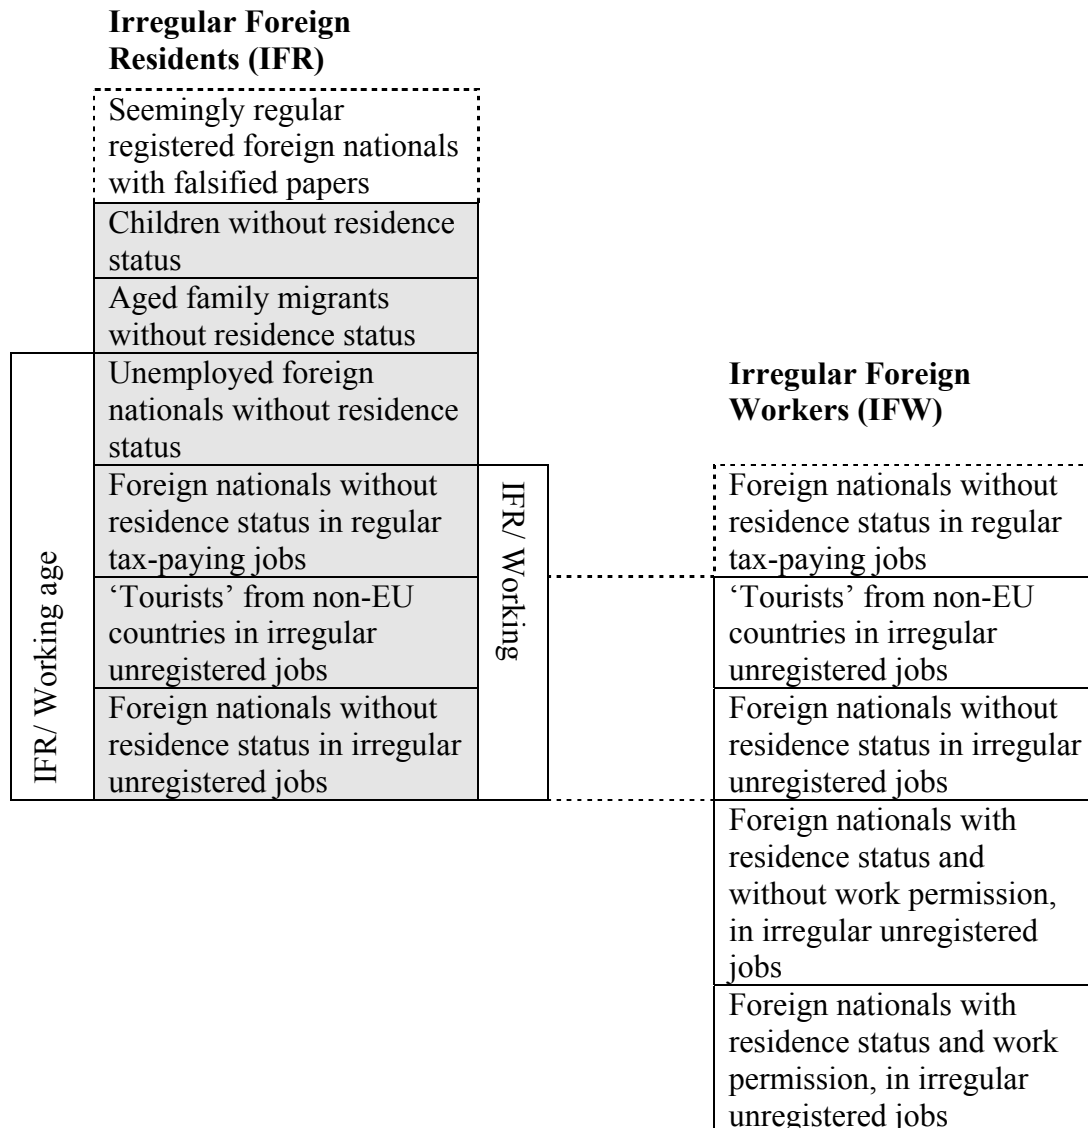 Irregular Foreign
Residents (IFR)
Seemingly regular
registered foreign nationals
with falsified papers
Children without residence
status
Aged family migrants
without residence status
Unemployed foreign
nationals without residence
status
Foreign nationals without
residence status in regular
tax-paying jobs
‘Tourists’ from non-EU
countries in irregular
unregistered jobs
Foreign nationals without
residence status in irregular
unregistered jobs
IFR/ Working age
IFR/ Working
Irregular Foreign
Workers (IFW)
Foreign nationals without
residence status in regular
tax-paying jobs
‘Tourists’ from non-EU
countries in irregular
unregistered jobs
Foreign nationals without
residence status in irregular
unregistered jobs
Foreign nationals with
residence status and
without work permission,
in irregular unregistered
jobs
Foreign nationals with
residence status and work
permission, in irregular
unregistered jobs